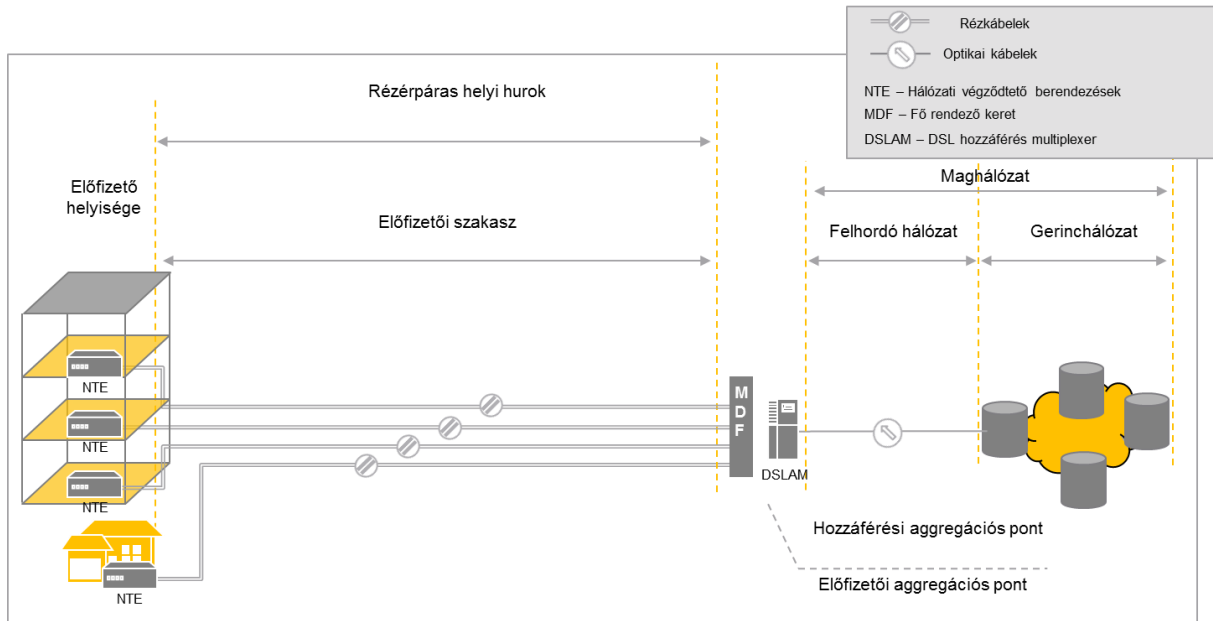 Rézkábelek
Optikai kábelek
NTE – Hálózati végződtető berendezések
MDF – Fő rendező keret
DSLAM – DSL hozzáférés multiplexer
Rézérpáras helyi hurok
Maghálózat
Előfizető
helyisége
Előfizetői szakasz
Felhordó hálózat
Gerinchálózat
NTE
NTE
NTE
NTE
MDF
DSLAM
Hozzáférési aggregációs pont
Előfizetői aggregációs pont